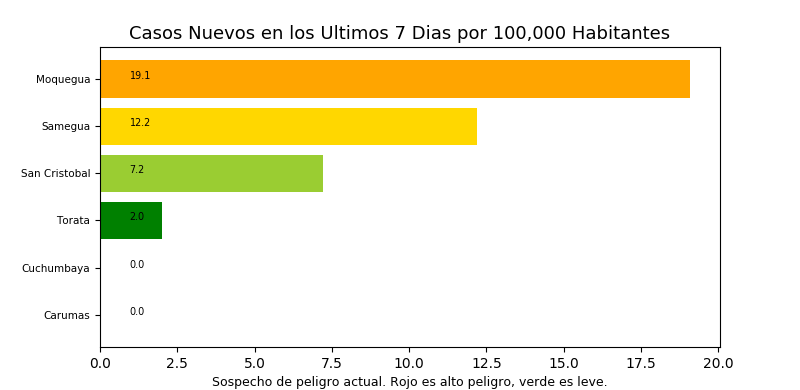 Casos Nuevos en los Ultimos 7 Dias por 100,000 Habitantes
Moquegua 19.1
Samegua 12.2
San Cristobal 7.2
Torata 2.0
Cuchumbaya 0.0
Carumas 0.0
0.0 2.5 5.0 7.5 10.0 12.5 15.0 17.5 20.0
Sospecho de peligro actual. Rojo es alto peligro, verde es leve.